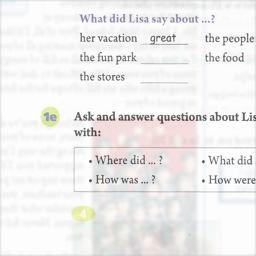 What did Lisa say about ...?
her vacation great the people
the fun park ______ the food
the stores ______
1e Ask and answer questions about Lis
with:
• Where did ... ? • What did
• How was ... ? • How were
4